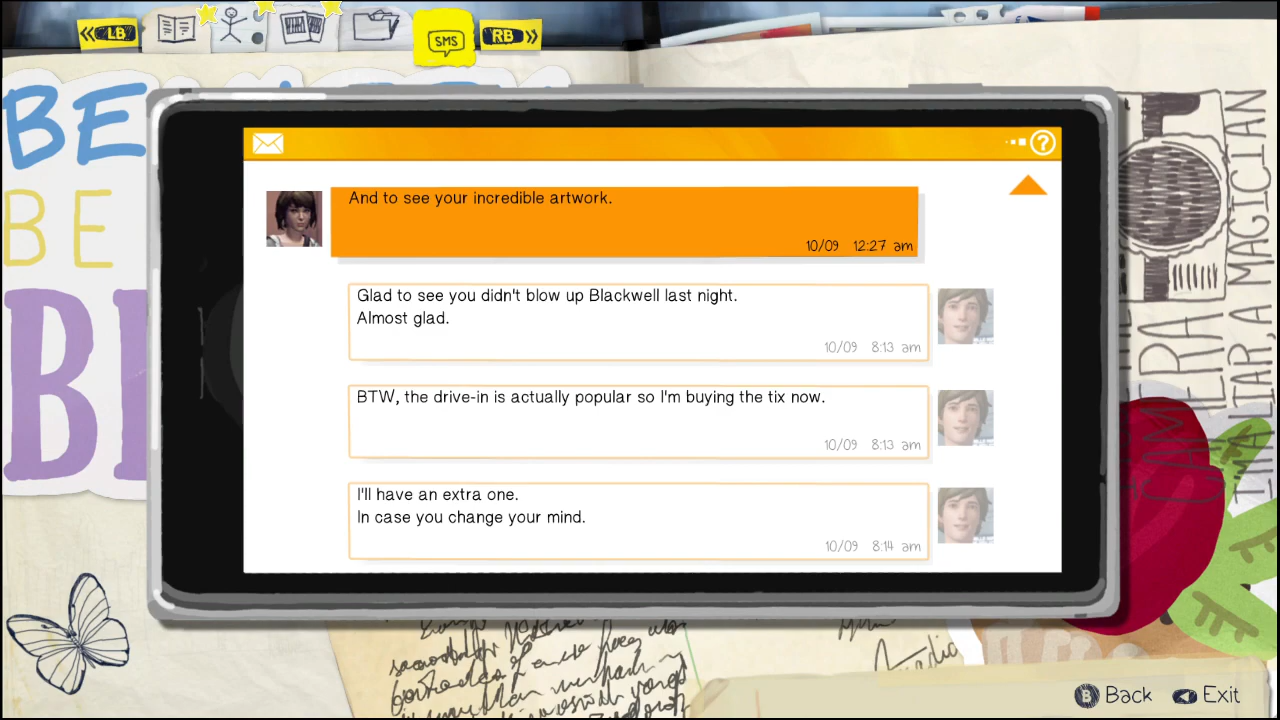 LB
SMS
RB
BE
BE
And to see your incredible artwork.
10/09 12:27 am
Glad to see you didn't blow up Blackwell last night.
Almost glad.
10/09 8:13 am
BTW, the drive-in is actually popular so I'm buying the tix now.
10/09 8:13 am
I'll have an extra one.
In case you change your mind.
10/09 8:14 am
CAMERA
LIAR, A MAGICIAN
B Back
Exit